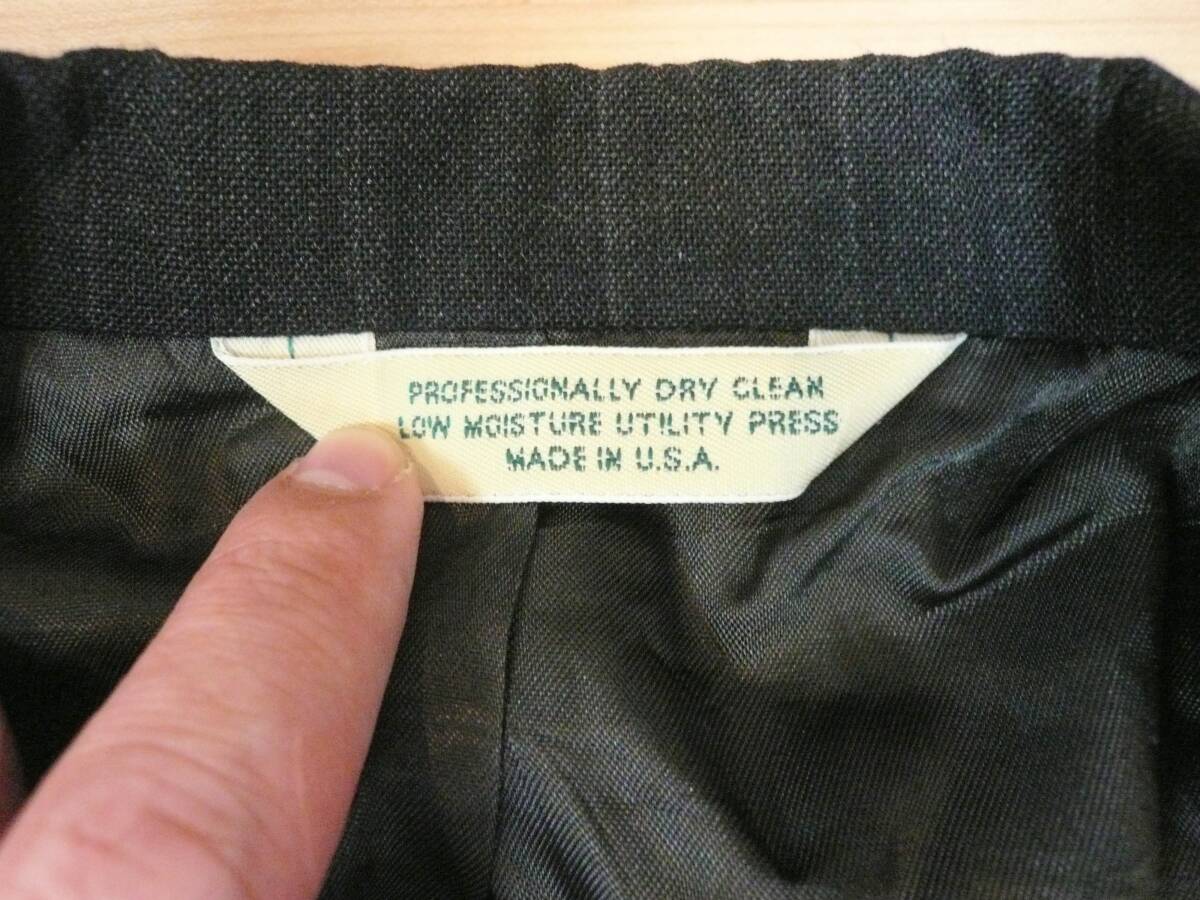 PROFESSIONALLY DRY CLEAN
LOW MOISTURE UTILITY PRESS
MADE IN U.S.A.